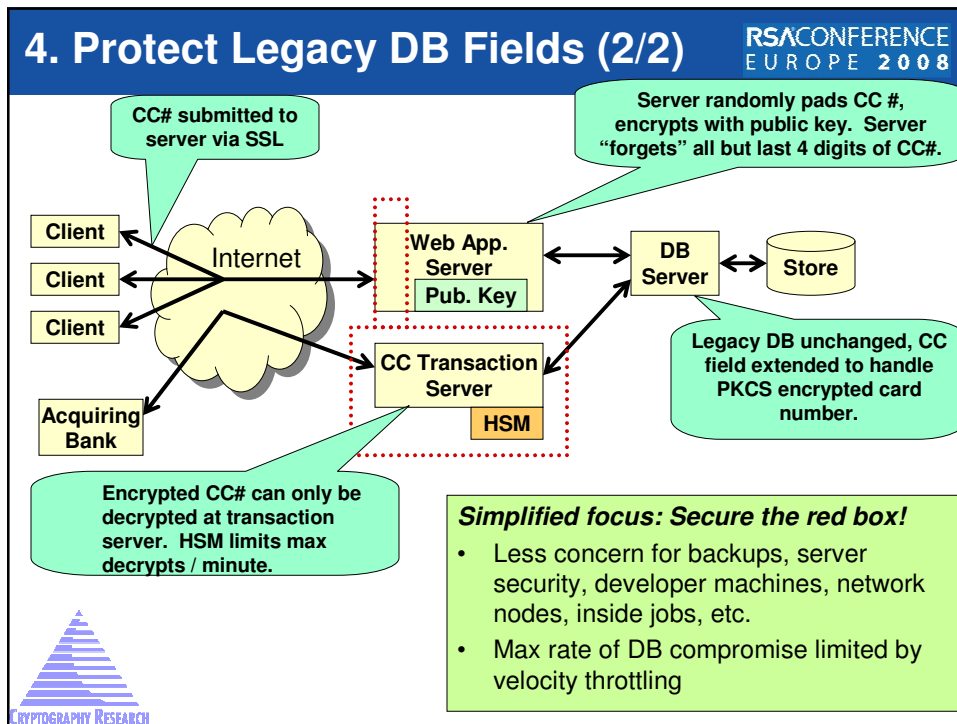 4. Protect Legacy DB Fields (2/2)
RSACONFERENCE
EUROPE 2008
CC# submitted to
server via SSL
Server randomly pads CC #,
encrypts with public key. Server
“forgets” all but last 4 digits of CC#.
Client
Client
Client
Internet
Web App.
Server
Pub. Key
DB
Server
Store
CC Transaction
Server
HSM
Legacy DB unchanged, CC
field extended to handle
PKCS encrypted card
number.
Acquiring
Bank
Encrypted CC# can only be
decrypted at transaction
server. HSM limits max
decrypts / minute.
Simplified focus: Secure the red box!
• Less concern for backups, server
security, developer machines, network
nodes, inside jobs, etc.
• Max rate of DB compromise limited by
velocity throttling
CRYPTOGRAPHY RESEARCH